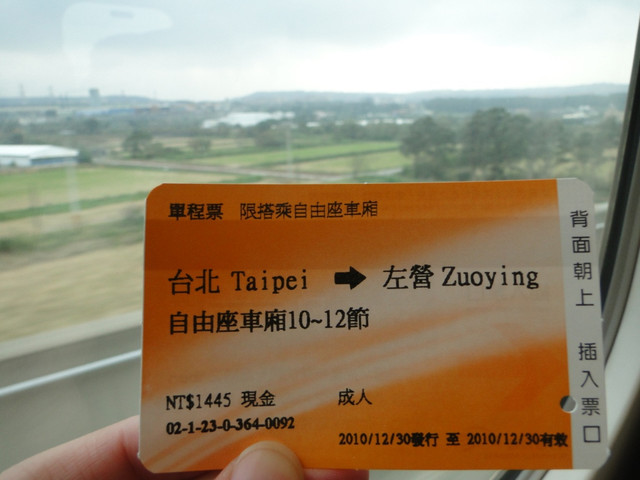 單程票 限搭乘自由座車廂
台北 Taipei ➡ 左營 Zuoying
自由座車廂10~12節
NT$1445 現金 成人
02-1-23-0-364-0092
2010/12/30發行 至 2010/12/30有效
背面朝上 插入票口